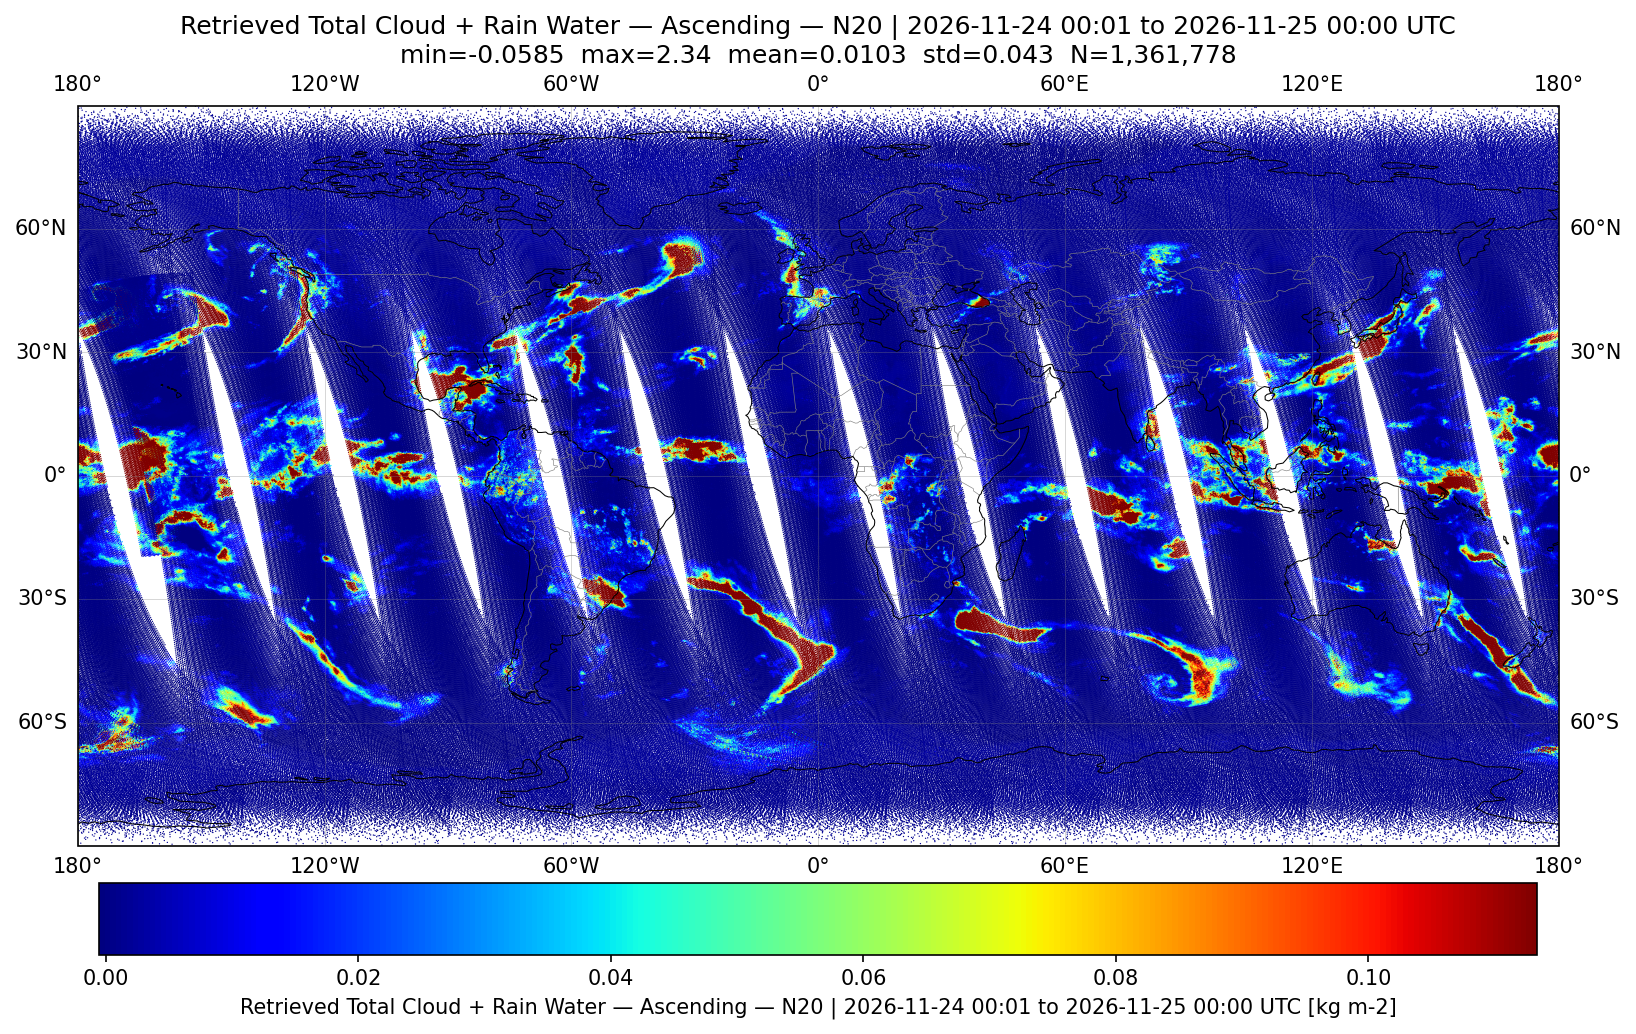 Retrieved Total Cloud + Rain Water — Ascending — N20 | 2026-11-24 00:01 to 2026-11-25 00:00 UTC
min=-0.0585  max=2.34  mean=0.0103  std=0.043  N=1,361,778
180° 120°W 60°W 0° 60°E 120°E 180°
60°N 60°N
30°N 30°N
0° 0°
30°S 30°S
60°S 60°S
180° 120°W 60°W 0° 60°E 120°E 180°
0.00 0.02 0.04 0.06 0.08 0.10
Retrieved Total Cloud + Rain Water — Ascending — N20 | 2026-11-24 00:01 to 2026-11-25 00:00 UTC [kg m-2]